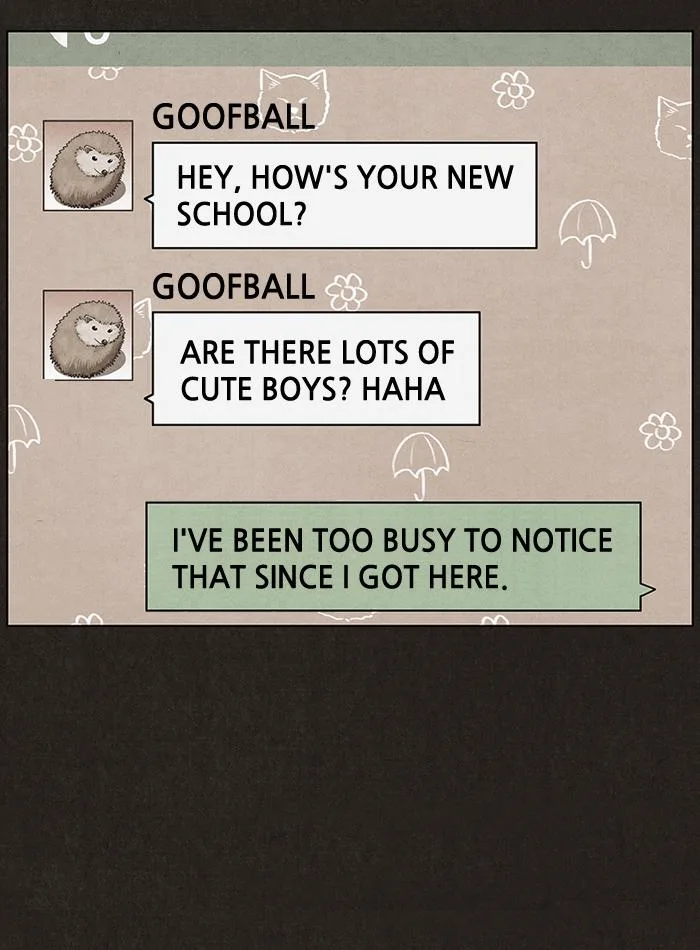 GOOFBALL
HEY, HOW'S YOUR NEW
SCHOOL?
GOOFBALL
ARE THERE LOTS OF
CUTE BOYS? HAHA
I'VE BEEN TOO BUSY TO NOTICE
THAT SINCE I GOT HERE.